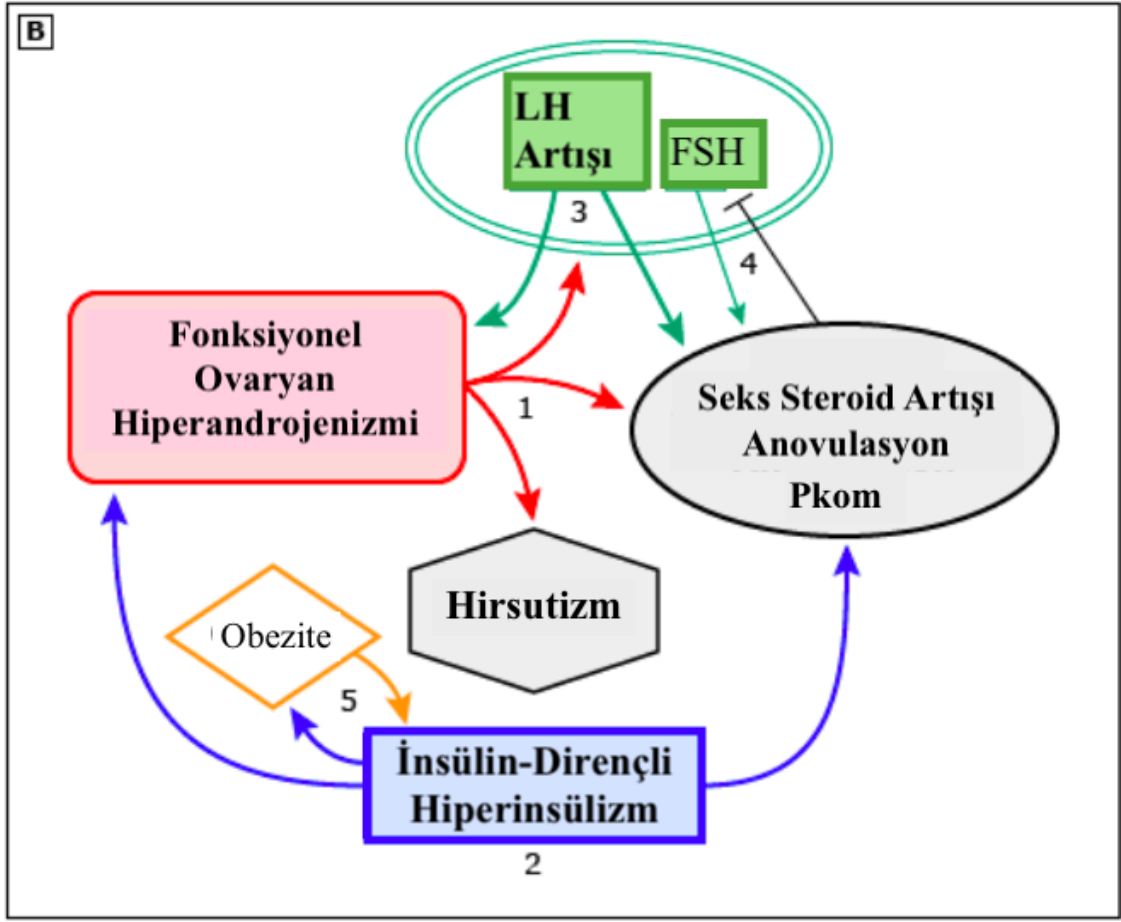 B
LH
Artışı
FSH
3
4
Fonksiyonel
Ovaryan
Hiperandrojenizmi
1
Seks Steroid Artışı
Anovulasyon
Pkom
Hirsutizm
Obezite
5
İnsülin-Dirençli
Hiperinsülizm
2